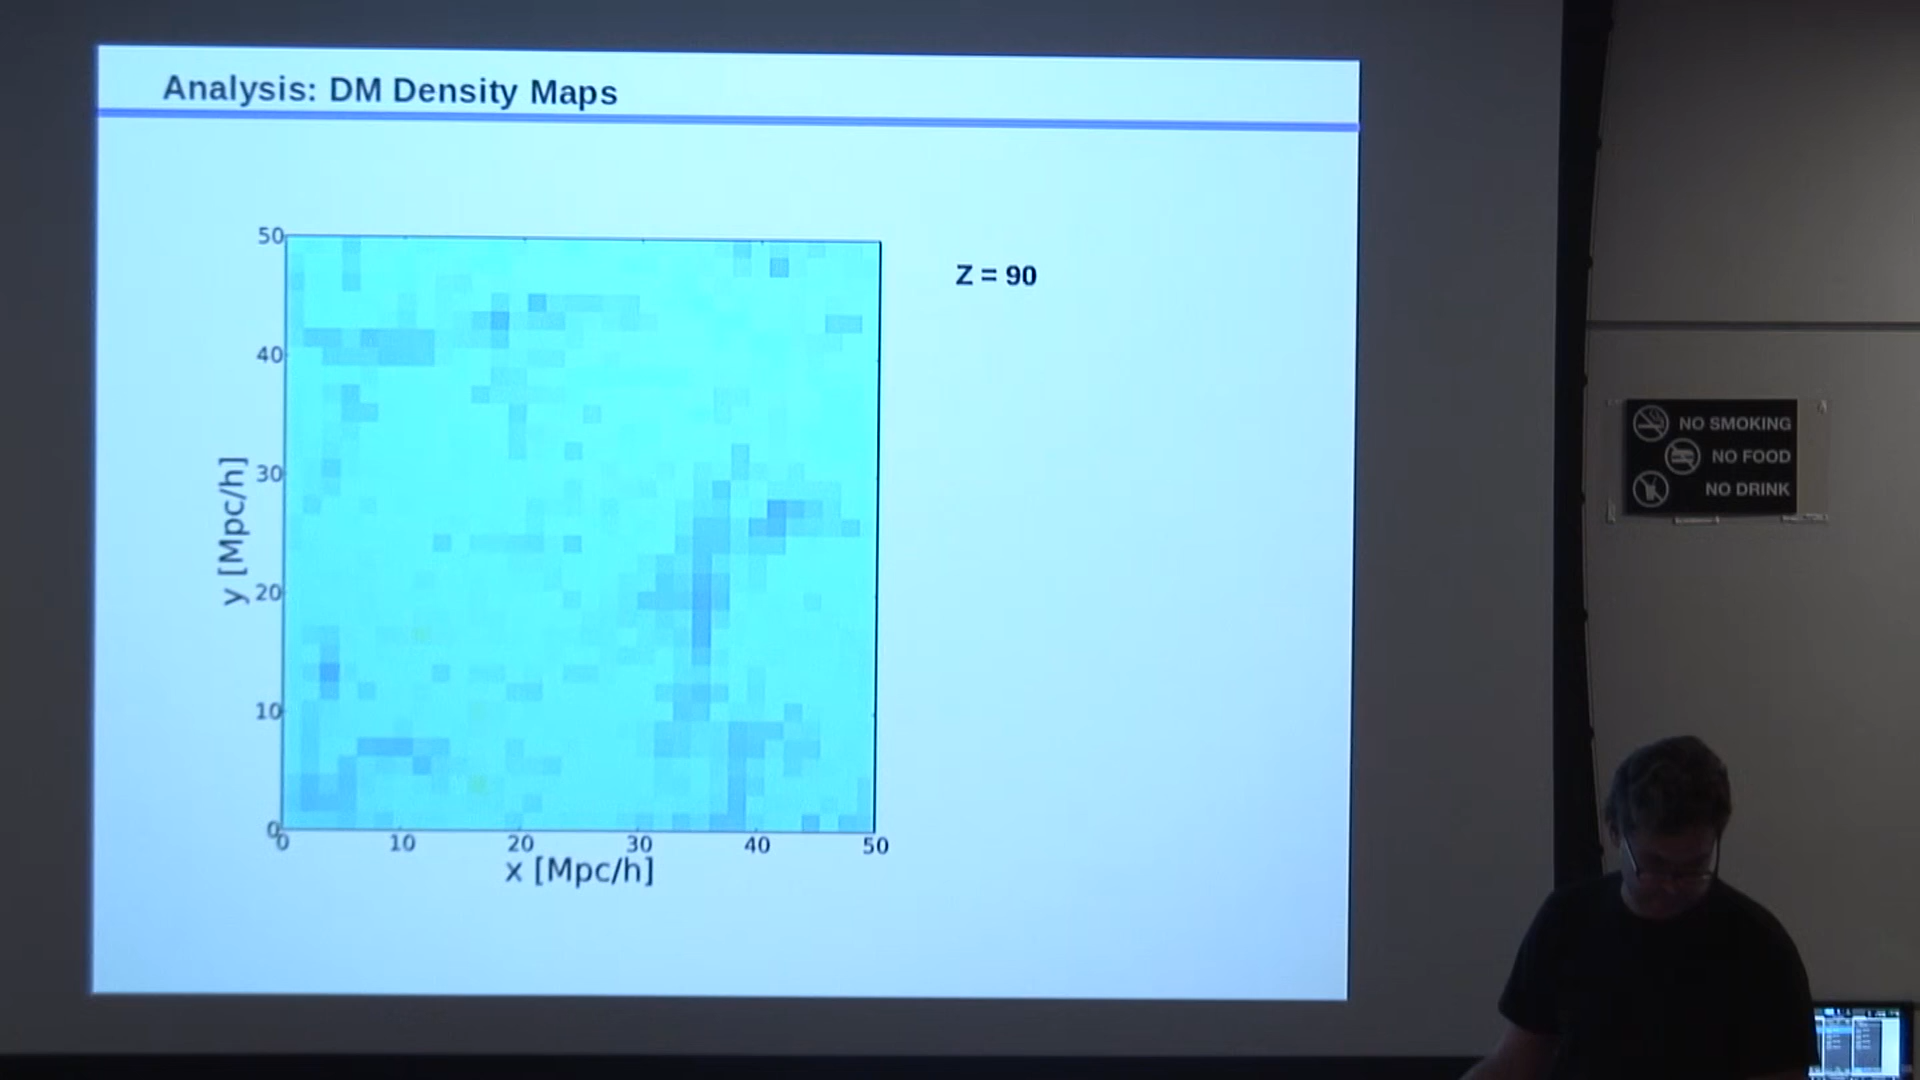 Analysis: DM Density Maps
Z = 90
50
40
30
20
10
0
y [Mpc/h]
0 10 20 30 40 50
x [Mpc/h]
NO SMOKING
NO FOOD
NO DRINK